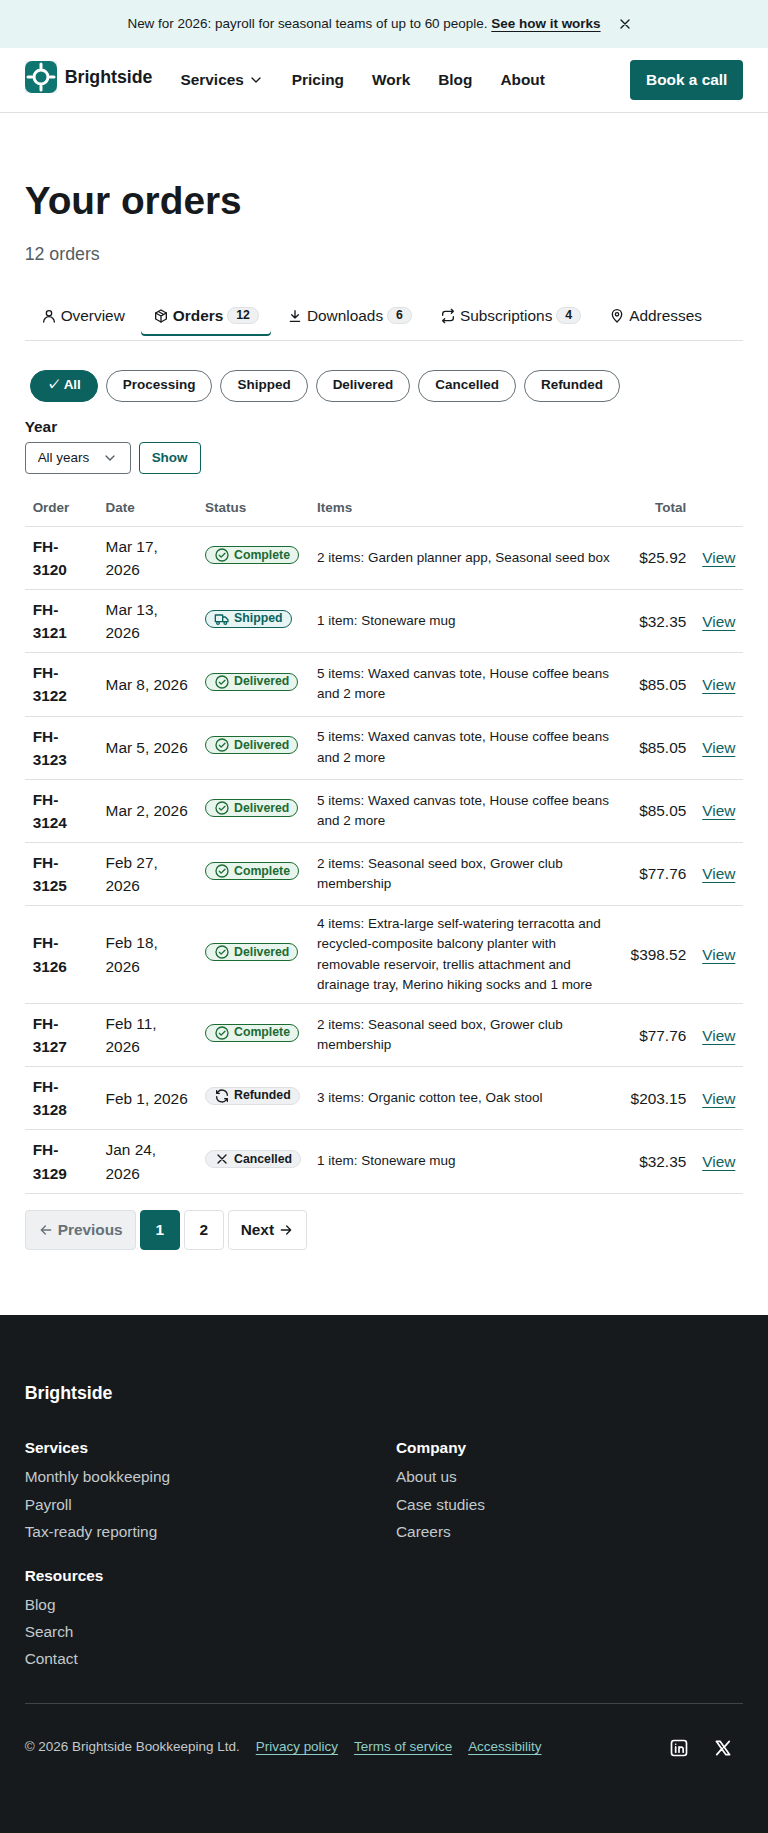 New for 2026: payroll for seasonal teams of up to 60 people. See how it works
Brightside
Services
Pricing
Work
Blog
About
Book a call
Your orders
12 orders
Overview
Orders 12
Downloads 6
Subscriptions 4
Addresses
All
Processing
Shipped
Delivered
Cancelled
Refunded
Year
All years
Show
Order Date Status Items Total
FH-
3120
Mar 17,
2026
Complete
2 items: Garden planner app, Seasonal seed box
$25.92
View
FH-
3121
Mar 13,
2026
Shipped
1 item: Stoneware mug
$32.35
View
FH-
3122
Mar 8, 2026
Delivered
5 items: Waxed canvas tote, House coffee beans
and 2 more
$85.05
View
FH-
3123
Mar 5, 2026
Delivered
5 items: Waxed canvas tote, House coffee beans
and 2 more
$85.05
View
FH-
3124
Mar 2, 2026
Delivered
5 items: Waxed canvas tote, House coffee beans
and 2 more
$85.05
View
FH-
3125
Feb 27,
2026
Complete
2 items: Seasonal seed box, Grower club
membership
$77.76
View
FH-
3126
Feb 18,
2026
Delivered
4 items: Extra-large self-watering terracotta and
recycled-composite balcony planter with
removable reservoir, trellis attachment and
drainage tray, Merino hiking socks and 1 more
$398.52
View
FH-
3127
Feb 11,
2026
Complete
2 items: Seasonal seed box, Grower club
membership
$77.76
View
FH-
3128
Feb 1, 2026
Refunded
3 items: Organic cotton tee, Oak stool
$203.15
View
FH-
3129
Jan 24,
2026
Cancelled
1 item: Stoneware mug
$32.35
View
Previous
1
2
Next
Brightside
Services
Monthly bookkeeping
Payroll
Tax-ready reporting
Company
About us
Case studies
Careers
Resources
Blog
Search
Contact
© 2026 Brightside Bookkeeping Ltd.
Privacy policy
Terms of service
Accessibility